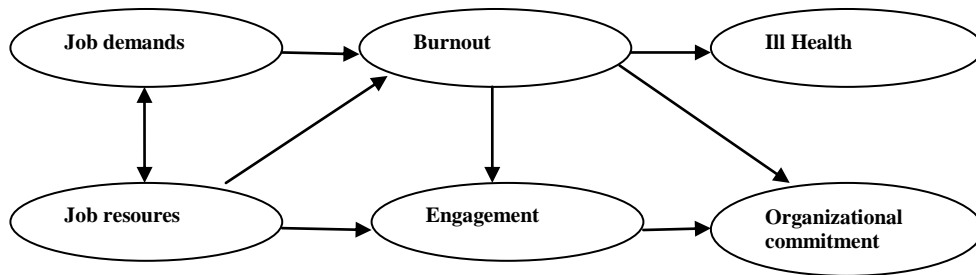 Job demands
Burnout
Ill Health
Job resoures
Engagement
Organizational
commitment